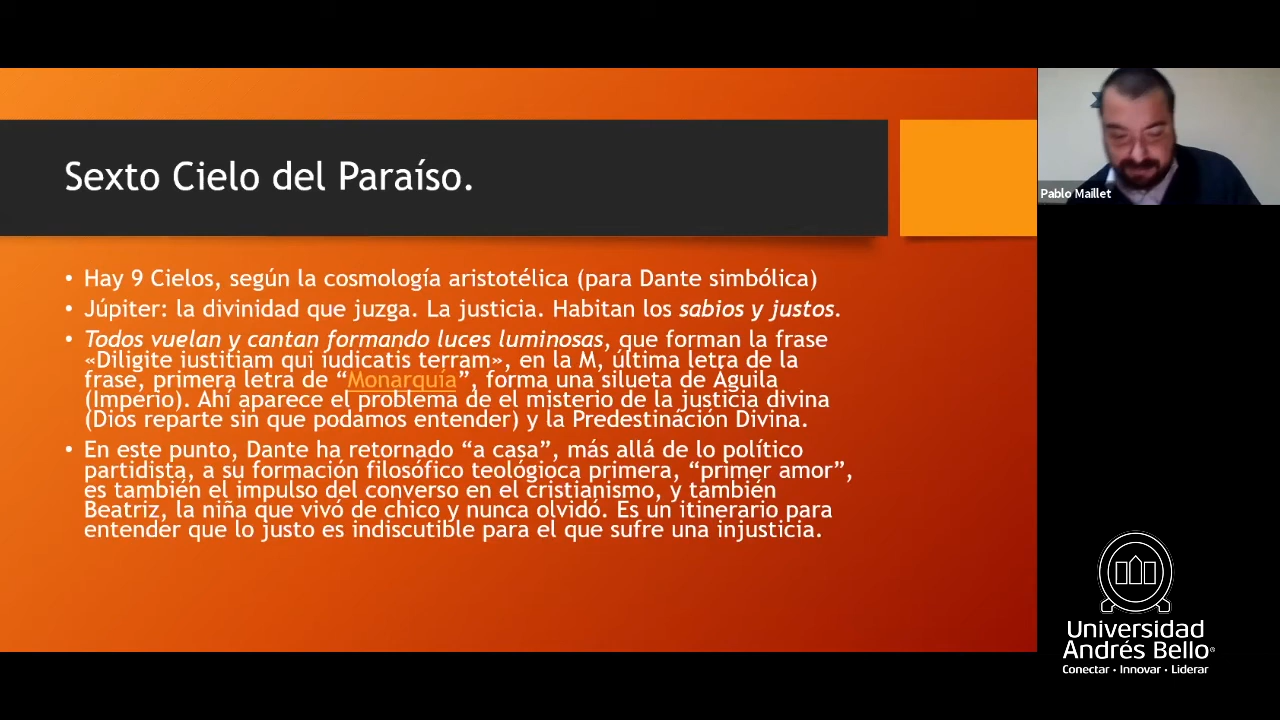 Sexto Cielo del Paraíso.
• Hay 9 Cielos, según la cosmología aristotélica (para Dante simbólica)
• Júpiter: la divinidad que juzga. La justicia. Habitan los sabios y justos.
• Todos vuelan y cantan formando luces luminosas, que forman la frase
«Diligite iustitiam qui iudicatis terram», en la M, última letra de la
frase, primera letra de “Monarquía”, forma una silueta de Águila
(Imperio). Ahí aparece el problema de el misterio de la justicia divina
(Dios reparte sin que podamos entender) y la Predestinación Divina.
• En este punto, Dante ha retornado “a casa”, más allá de lo político
partidista, a su formación filosófico teológioca primera, “primer amor”,
es también el impulso del converso en el cristianismo, y también
Beatriz, la niña que vivó de chico y nunca olvidó. Es un itinerario para
entender que lo justo es indiscutible para el que sufre una injusticia.
Pablo Maillet
Universidad
Andrés Bello®
Conectar • Innovar • Liderar